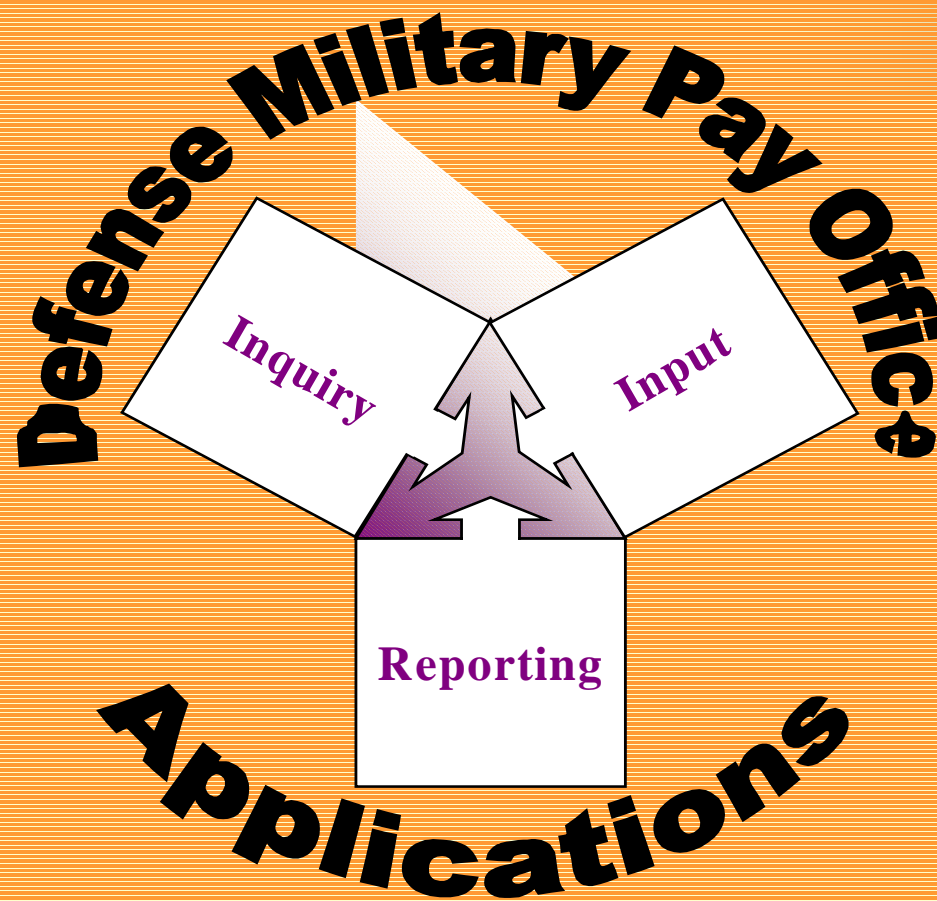 Defense Military Pay Office
Inquiry
Input
Reporting
Applications